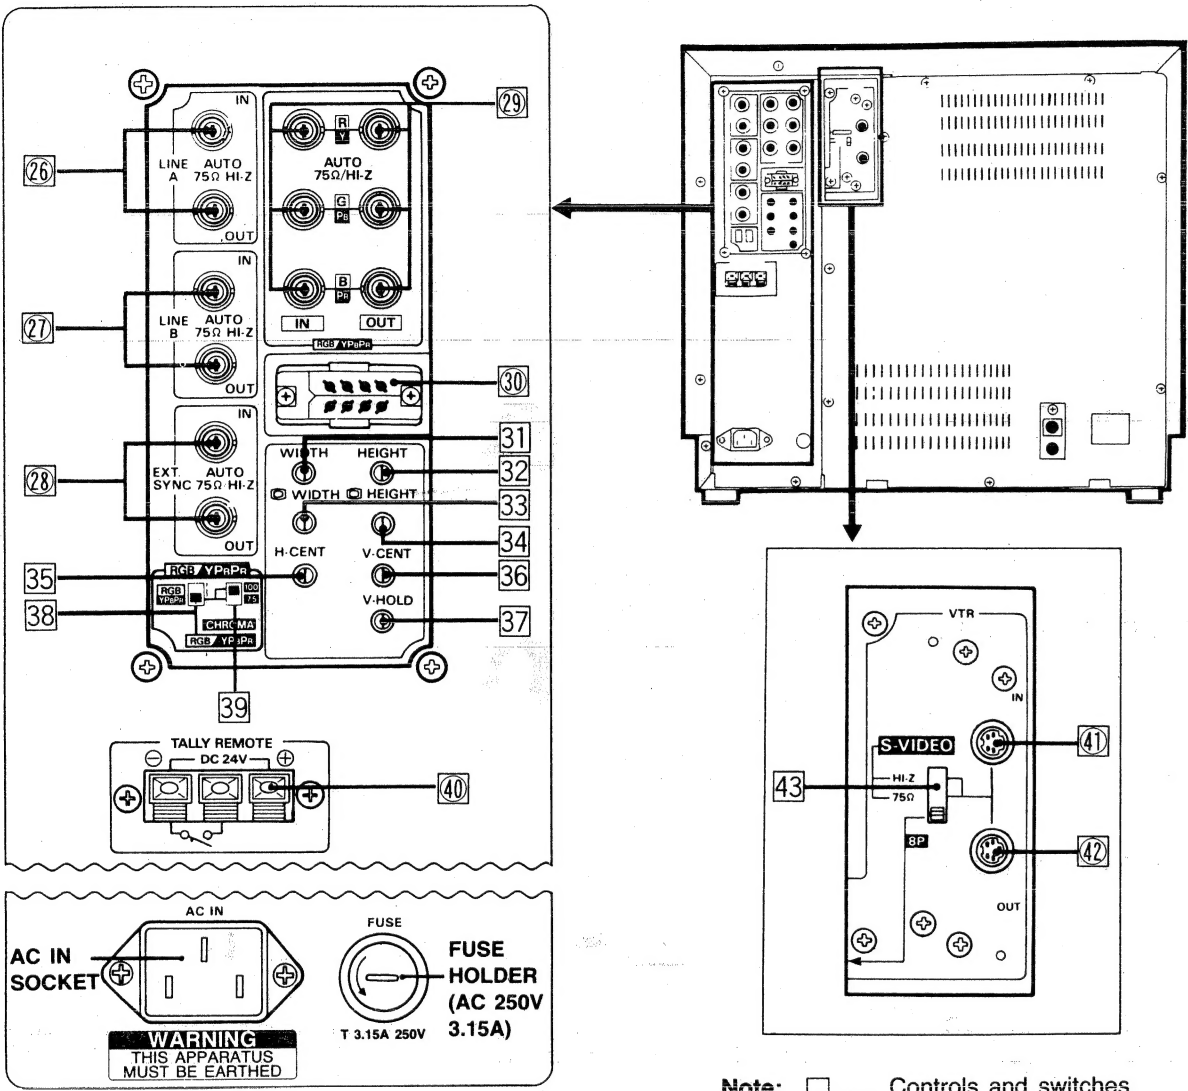 IN
26
LINE A
AUTO
75Ω HI-Z
OUT
29
R
Y
AUTO
75Ω/HI-Z
G
PB
B
PR
IN
OUT
RGB/YPBPR
IN
27
LINE B
AUTO
75Ω HI-Z
OUT
30
IN
28
EXT. SYNC
AUTO
75Ω HI-Z
OUT
31
WIDTH
HEIGHT
32
WIDTH
HEIGHT
33
34
H-CENT
V-CENT
35
36
V-HOLD
37
RGB/YPBPR
RGB
YPBPR
100
75
38
CHROMA
RGB/YPBPR
39
TALLY REMOTE
− DC 24V +
40
AC IN
AC IN
SOCKET
FUSE
FUSE
HOLDER
(AC 250V
3.15A)
T 3.15A 250V
WARNING
THIS APPARATUS
MUST BE EARTHED
VTR
IN
S-VIDEO
41
HI-Z
75Ω
43
8P
42
OUT
Note: □ Controls and switches